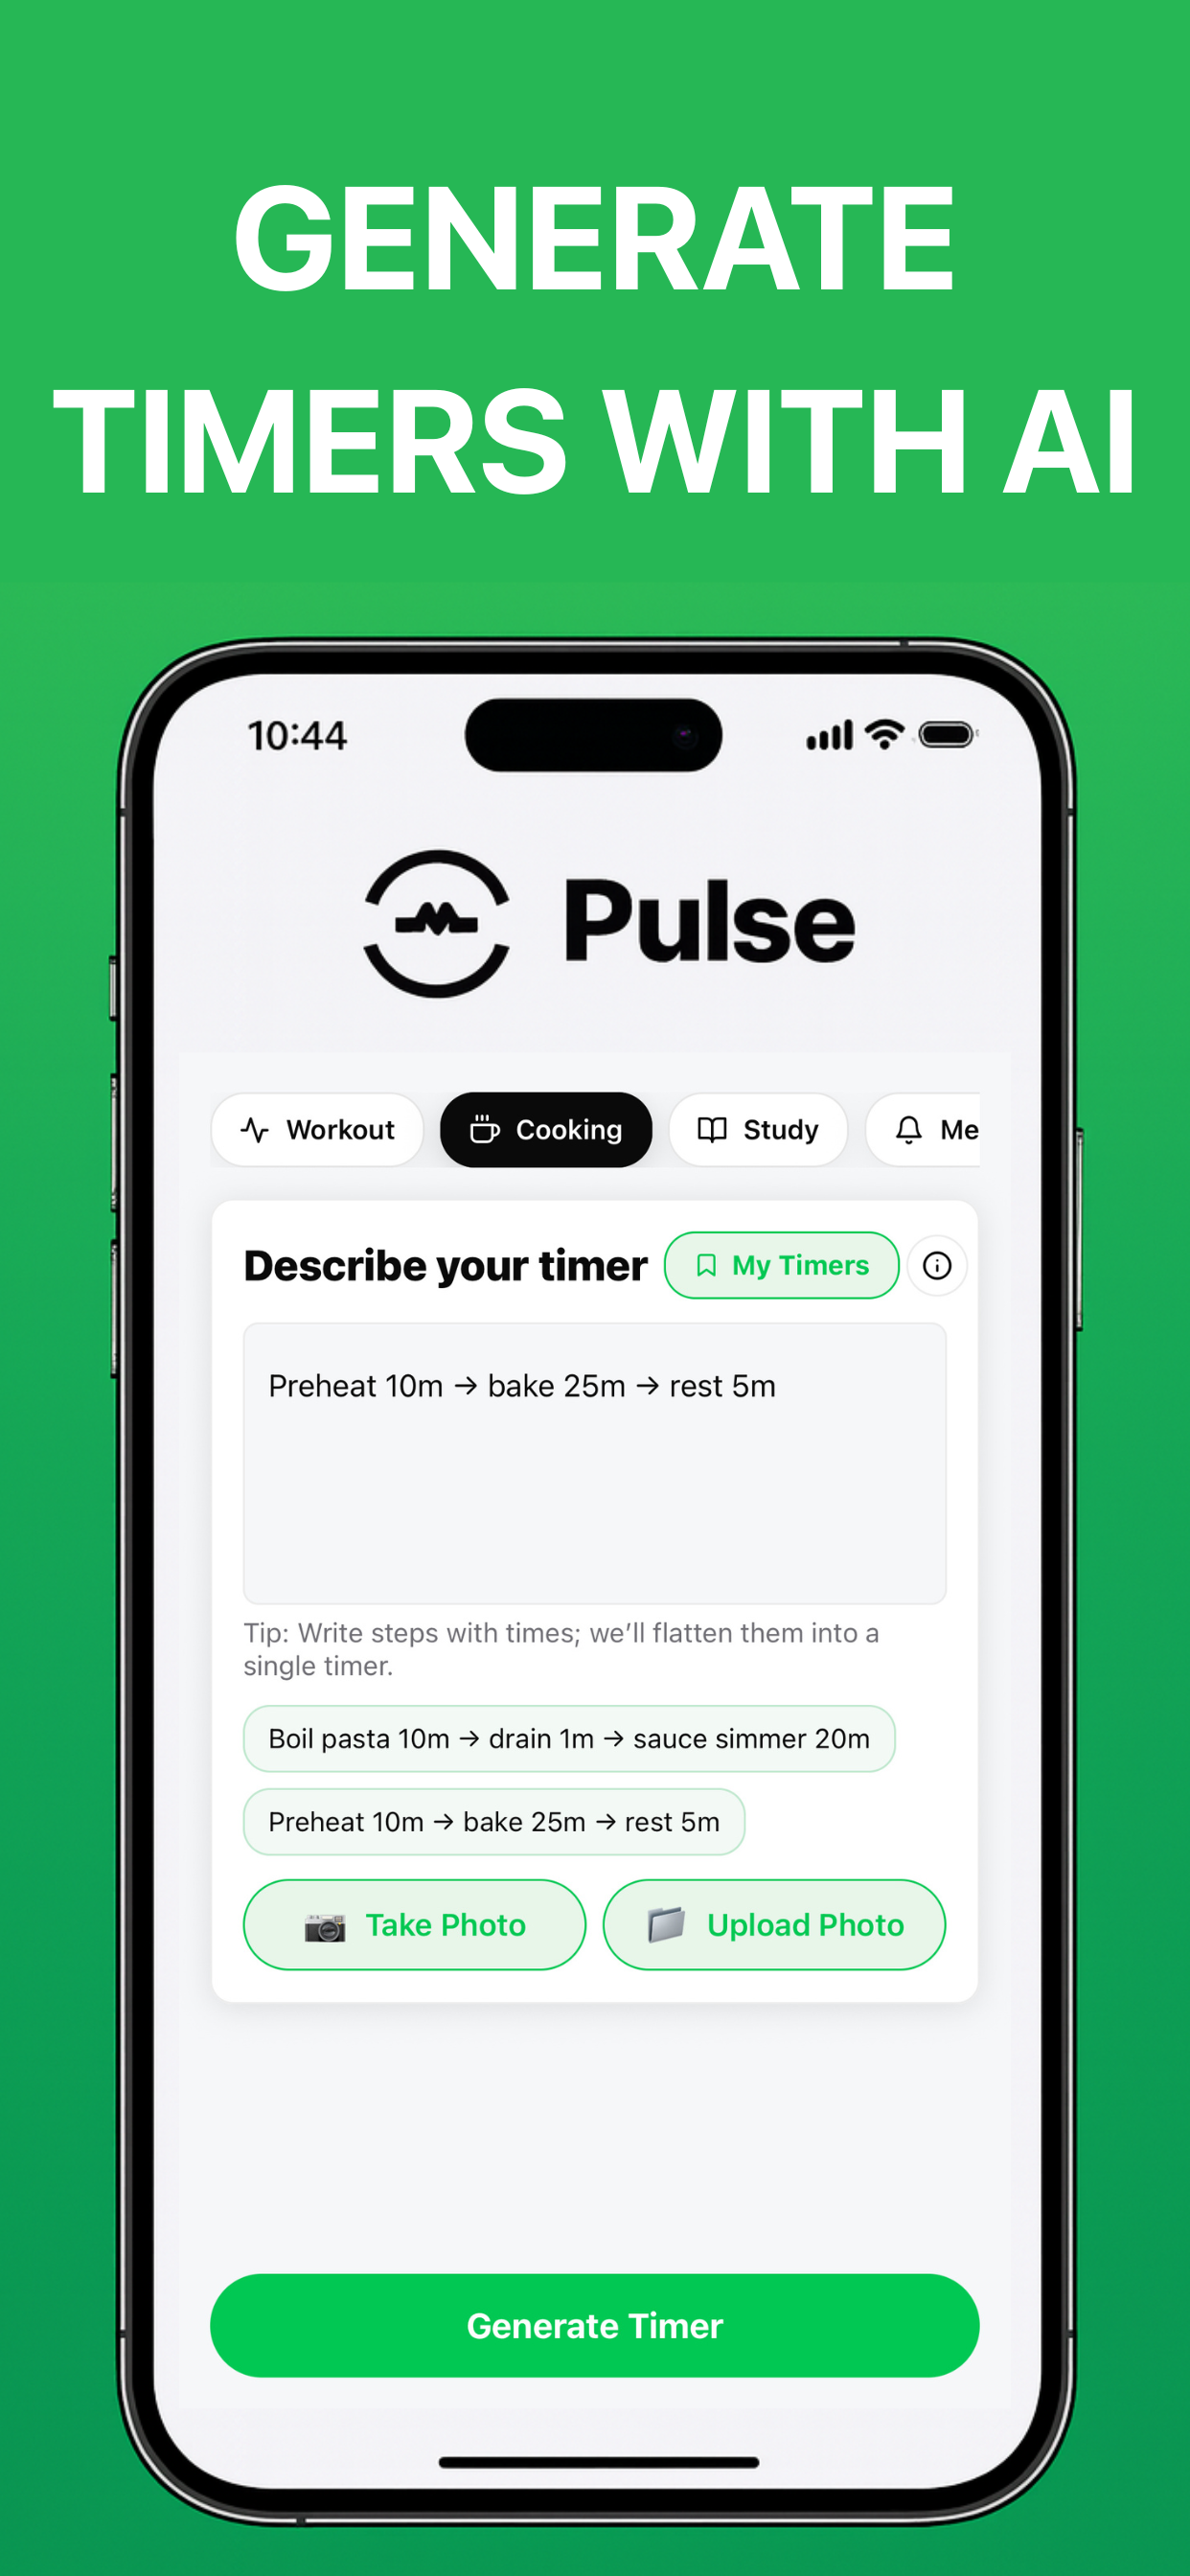 GENERATE
TIMERS WITH AI
10:44
Pulse
Workout
Cooking
Study
Me
Describe your timer
My Timers
Preheat 10m → bake 25m → rest 5m
Tip: Write steps with times; we’ll flatten them into a
single timer.
Boil pasta 10m → drain 1m → sauce simmer 20m
Preheat 10m → bake 25m → rest 5m
Take Photo
Upload Photo
Generate Timer